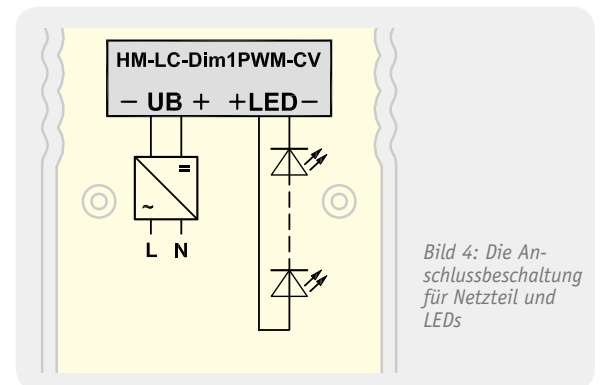 HM-LC-Dim1PWM-CV
− UB + +LED−
=
~
L N
Bild 4: Die An-
schlussbeschaltung
für Netzteil und
LEDs